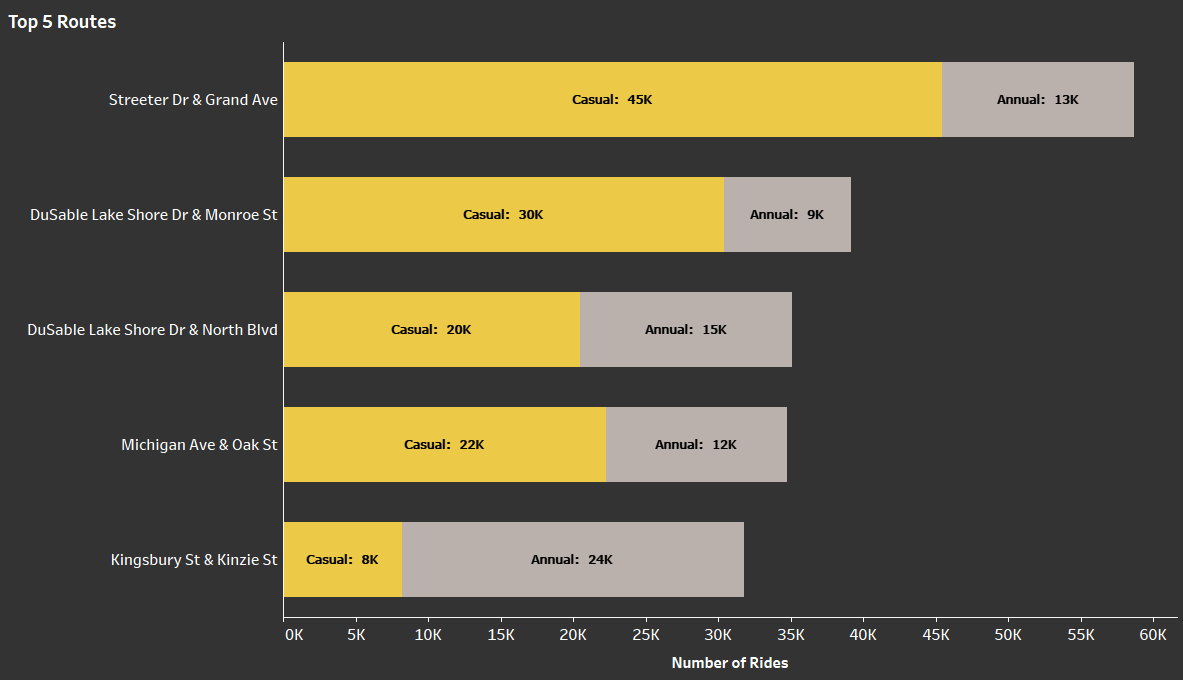 Top 5 Routes
Streeter Dr & Grand Ave
Casual: 45K
Annual: 13K
DuSable Lake Shore Dr & Monroe St
Casual: 30K
Annual: 9K
DuSable Lake Shore Dr & North Blvd
Casual: 20K
Annual: 15K
Michigan Ave & Oak St
Casual: 22K
Annual: 12K
Kingsbury St & Kinzie St
Casual: 8K
Annual: 24K
0K 5K 10K 15K 20K 25K 30K 35K 40K 45K 50K 55K 60K
Number of Rides